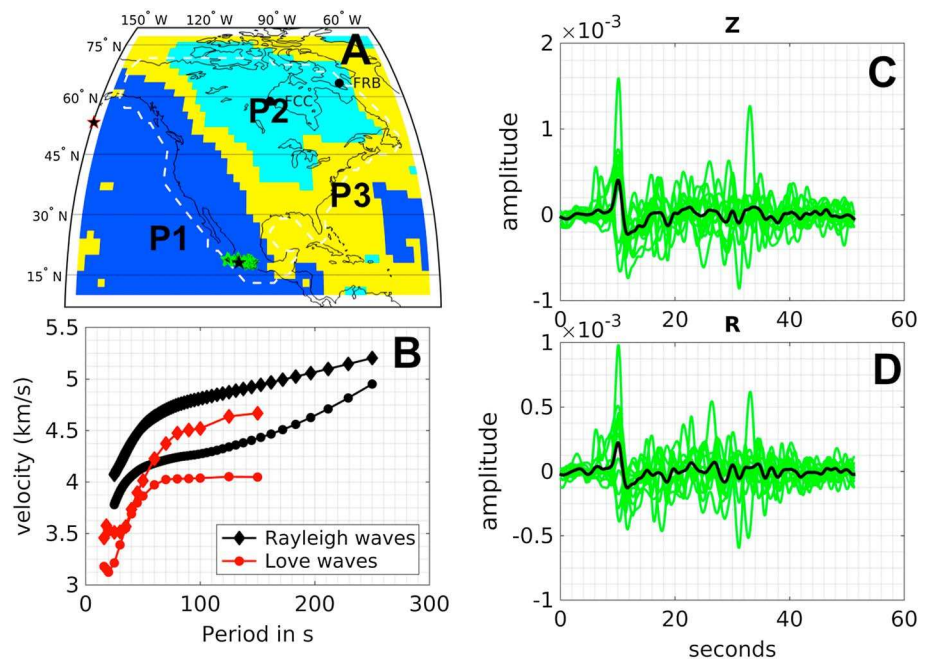 150° W 120° W 90° W 60° W
75° N
60° N
45° N
30° N
15° N
A
FRB
FCC
P2
P3
P1
B
velocity (km/s)
5.5
5
4.5
4
3.5
3
Rayleigh waves
Love waves
0 100 200 300
Period in s
Z
×10⁻³
C
amplitude
2
1
0
-1
0 20 40 60
R
×10⁻³
D
amplitude
1
0.5
0
-0.5
-1
0 20 40 60
seconds